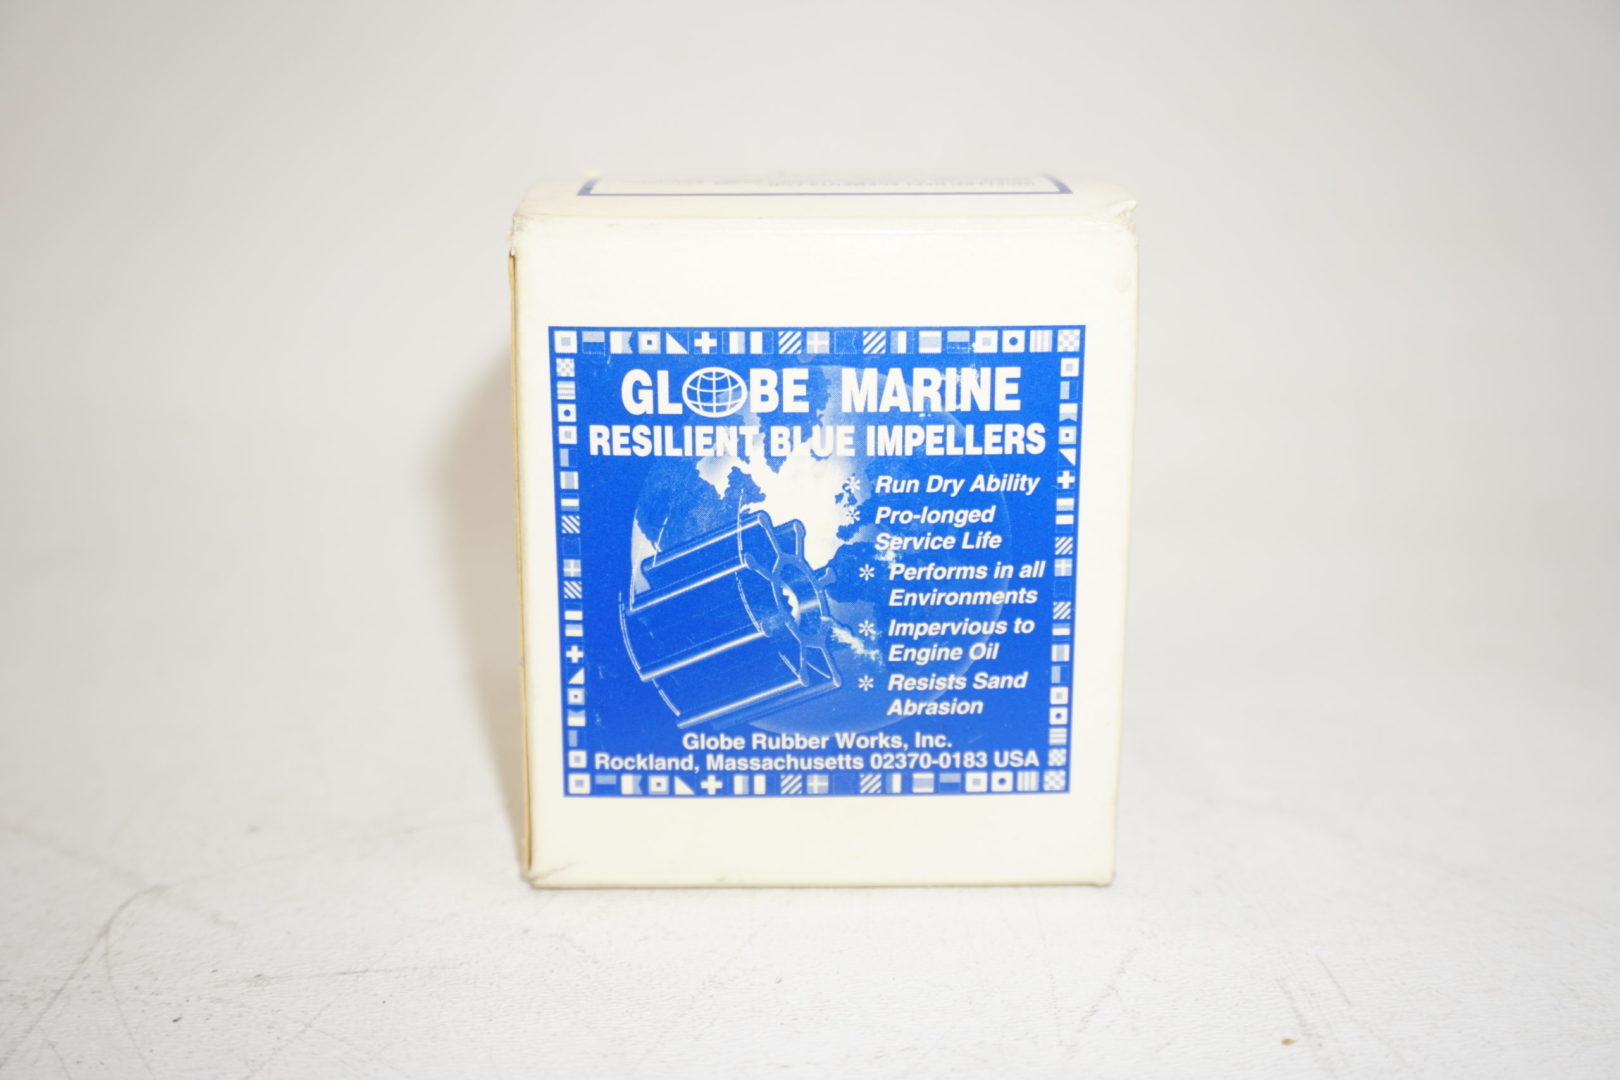 GLOBE MARINE
RESILIENT BLUE IMPELLERS
* Run Dry Ability
* Pro-longed
Service Life
* Performs in all
Environments
* Impervious to
Engine Oil
* Resists Sand
Abrasion
Globe Rubber Works, Inc.
Rockland, Massachusetts 02370-0183 USA